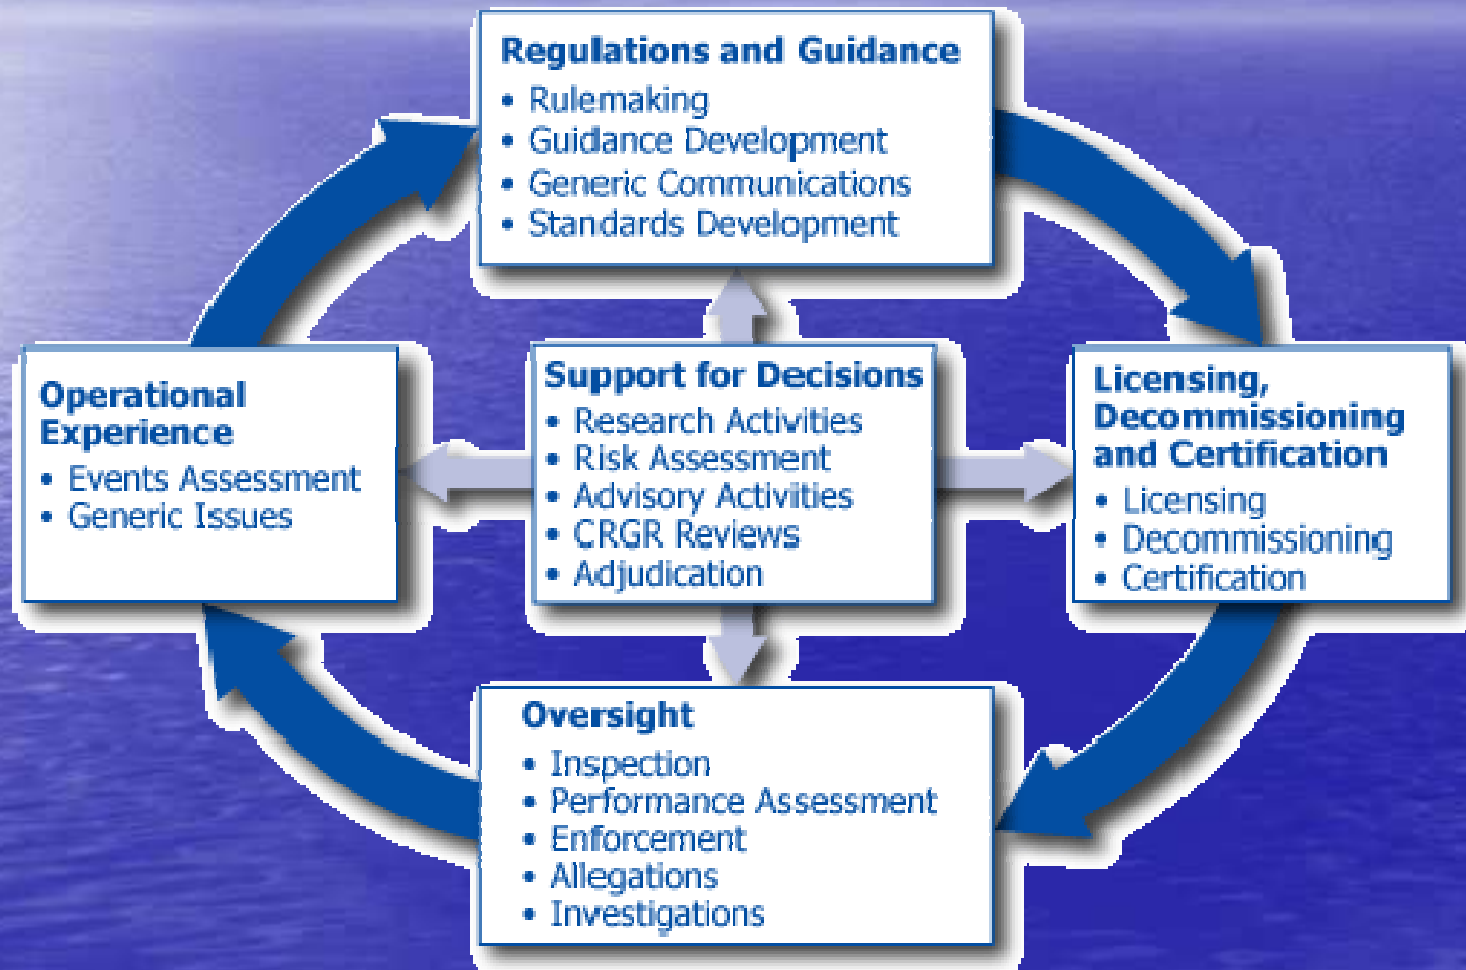 Regulations and Guidance
• Rulemaking
• Guidance Development
• Generic Communications
• Standards Development
Operational
Experience
• Events Assessment
• Generic Issues
Support for Decisions
• Research Activities
• Risk Assessment
• Advisory Activities
• CRGR Reviews
• Adjudication
Licensing,
Decommissioning
and Certification
• Licensing
• Decommissioning
• Certification
Oversight
• Inspection
• Performance Assessment
• Enforcement
• Allegations
• Investigations